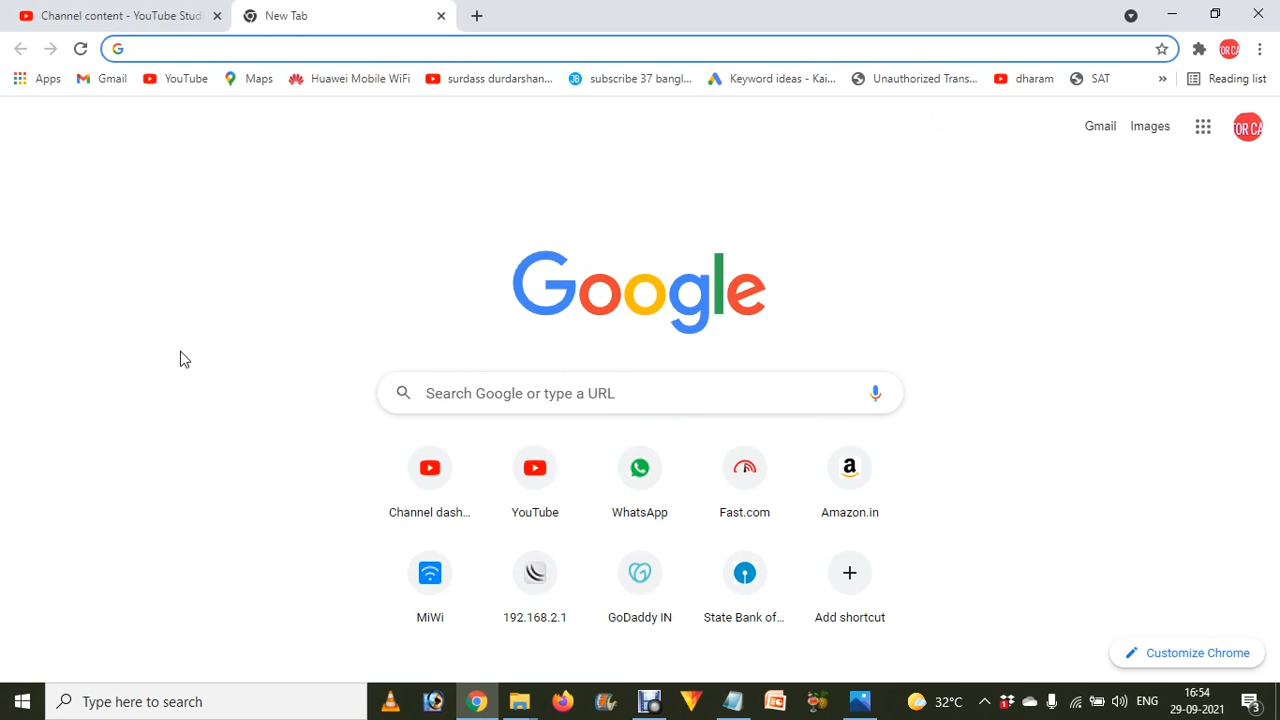 Channel content - YouTube Studi
New Tab
Apps
Gmail
YouTube
Maps
Huawei Mobile WiFi
surdass durdarshan...
subscribe 37 bangl...
Keyword ideas - Kai...
Unauthorized Trans...
dharam
SAT
»
Reading list
Gmail
Images
TOR CA
Google
Search Google or type a URL
Channel dash...
YouTube
WhatsApp
Fast.com
Amazon.in
MiWi
192.168.2.1
GoDaddy IN
State Bank of...
Add shortcut
Customize Chrome
Type here to search
32°C
ENG
16:54
29-09-2021
3